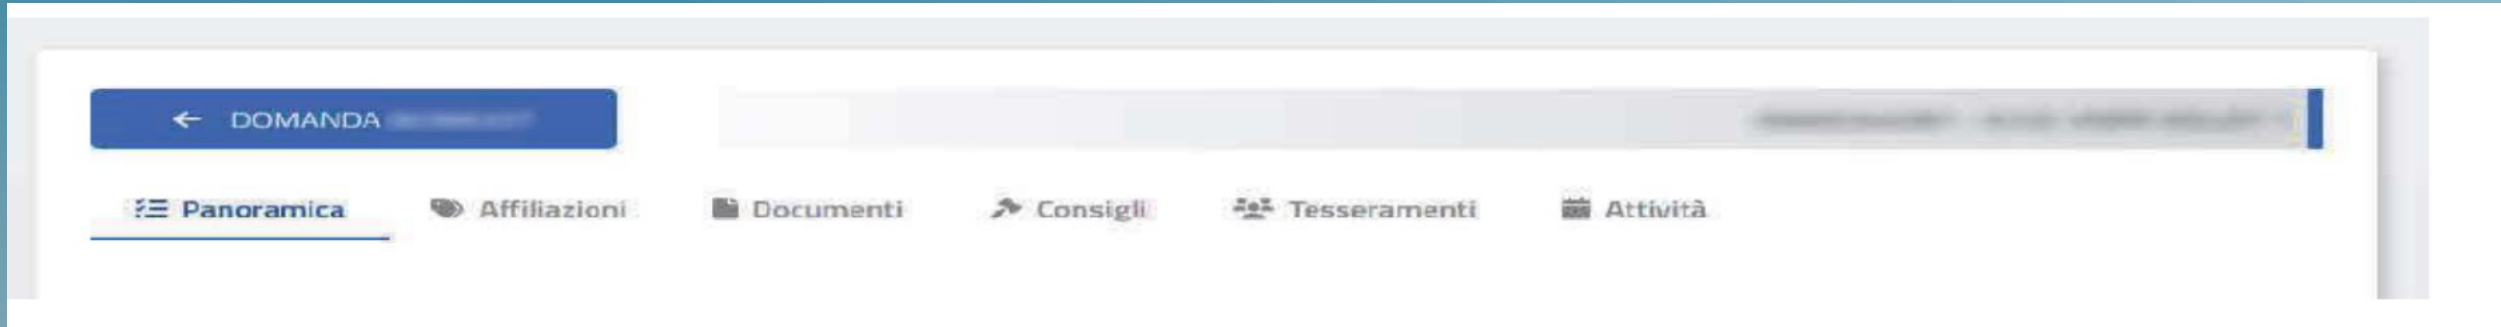 ← DOMANDA
Panoramica Affiliazioni Documenti Consigli Tesseramenti Attività